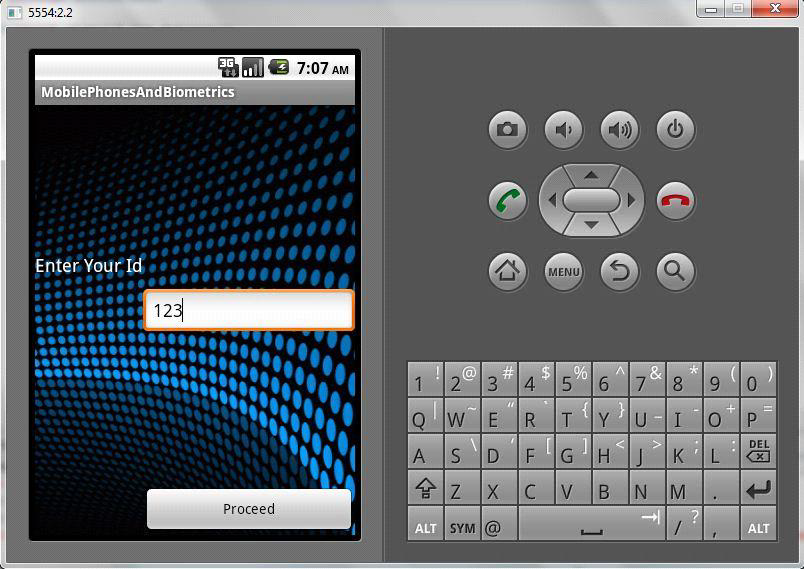 5554:2.2
3G 7:07 AM
MobilePhonesAndBiometrics
Enter Your Id
123
Proceed
MENU
1 ! 2 @ 3 # 4 $ 5 % 6 ^ 7 & 8 * 9 ( 0 )
Q | W ~ E “ R ` T { Y } U _ I - O + P =
A S \ D ‘ F [ G ] H < J > K ; L : DEL
Z X C V B N M .
ALT SYM @ / ? , ALT